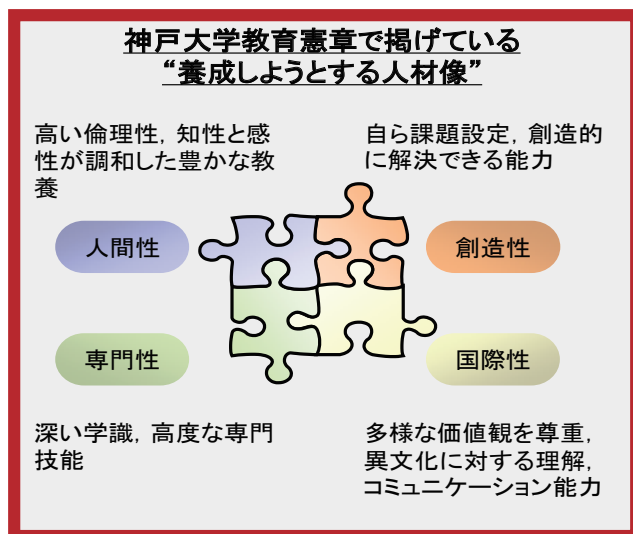 神戸大学教育憲章で掲げている
“養成しようとする人材像”
高い倫理性, 知性と感
性が調和した豊かな教
養
自ら課題設定, 創造的
に解決できる能力
人間性
創造性
専門性
国際性
深い学識, 高度な専門
技能
多様な価値観を尊重,
異文化に対する理解,
コミュニケーション能力